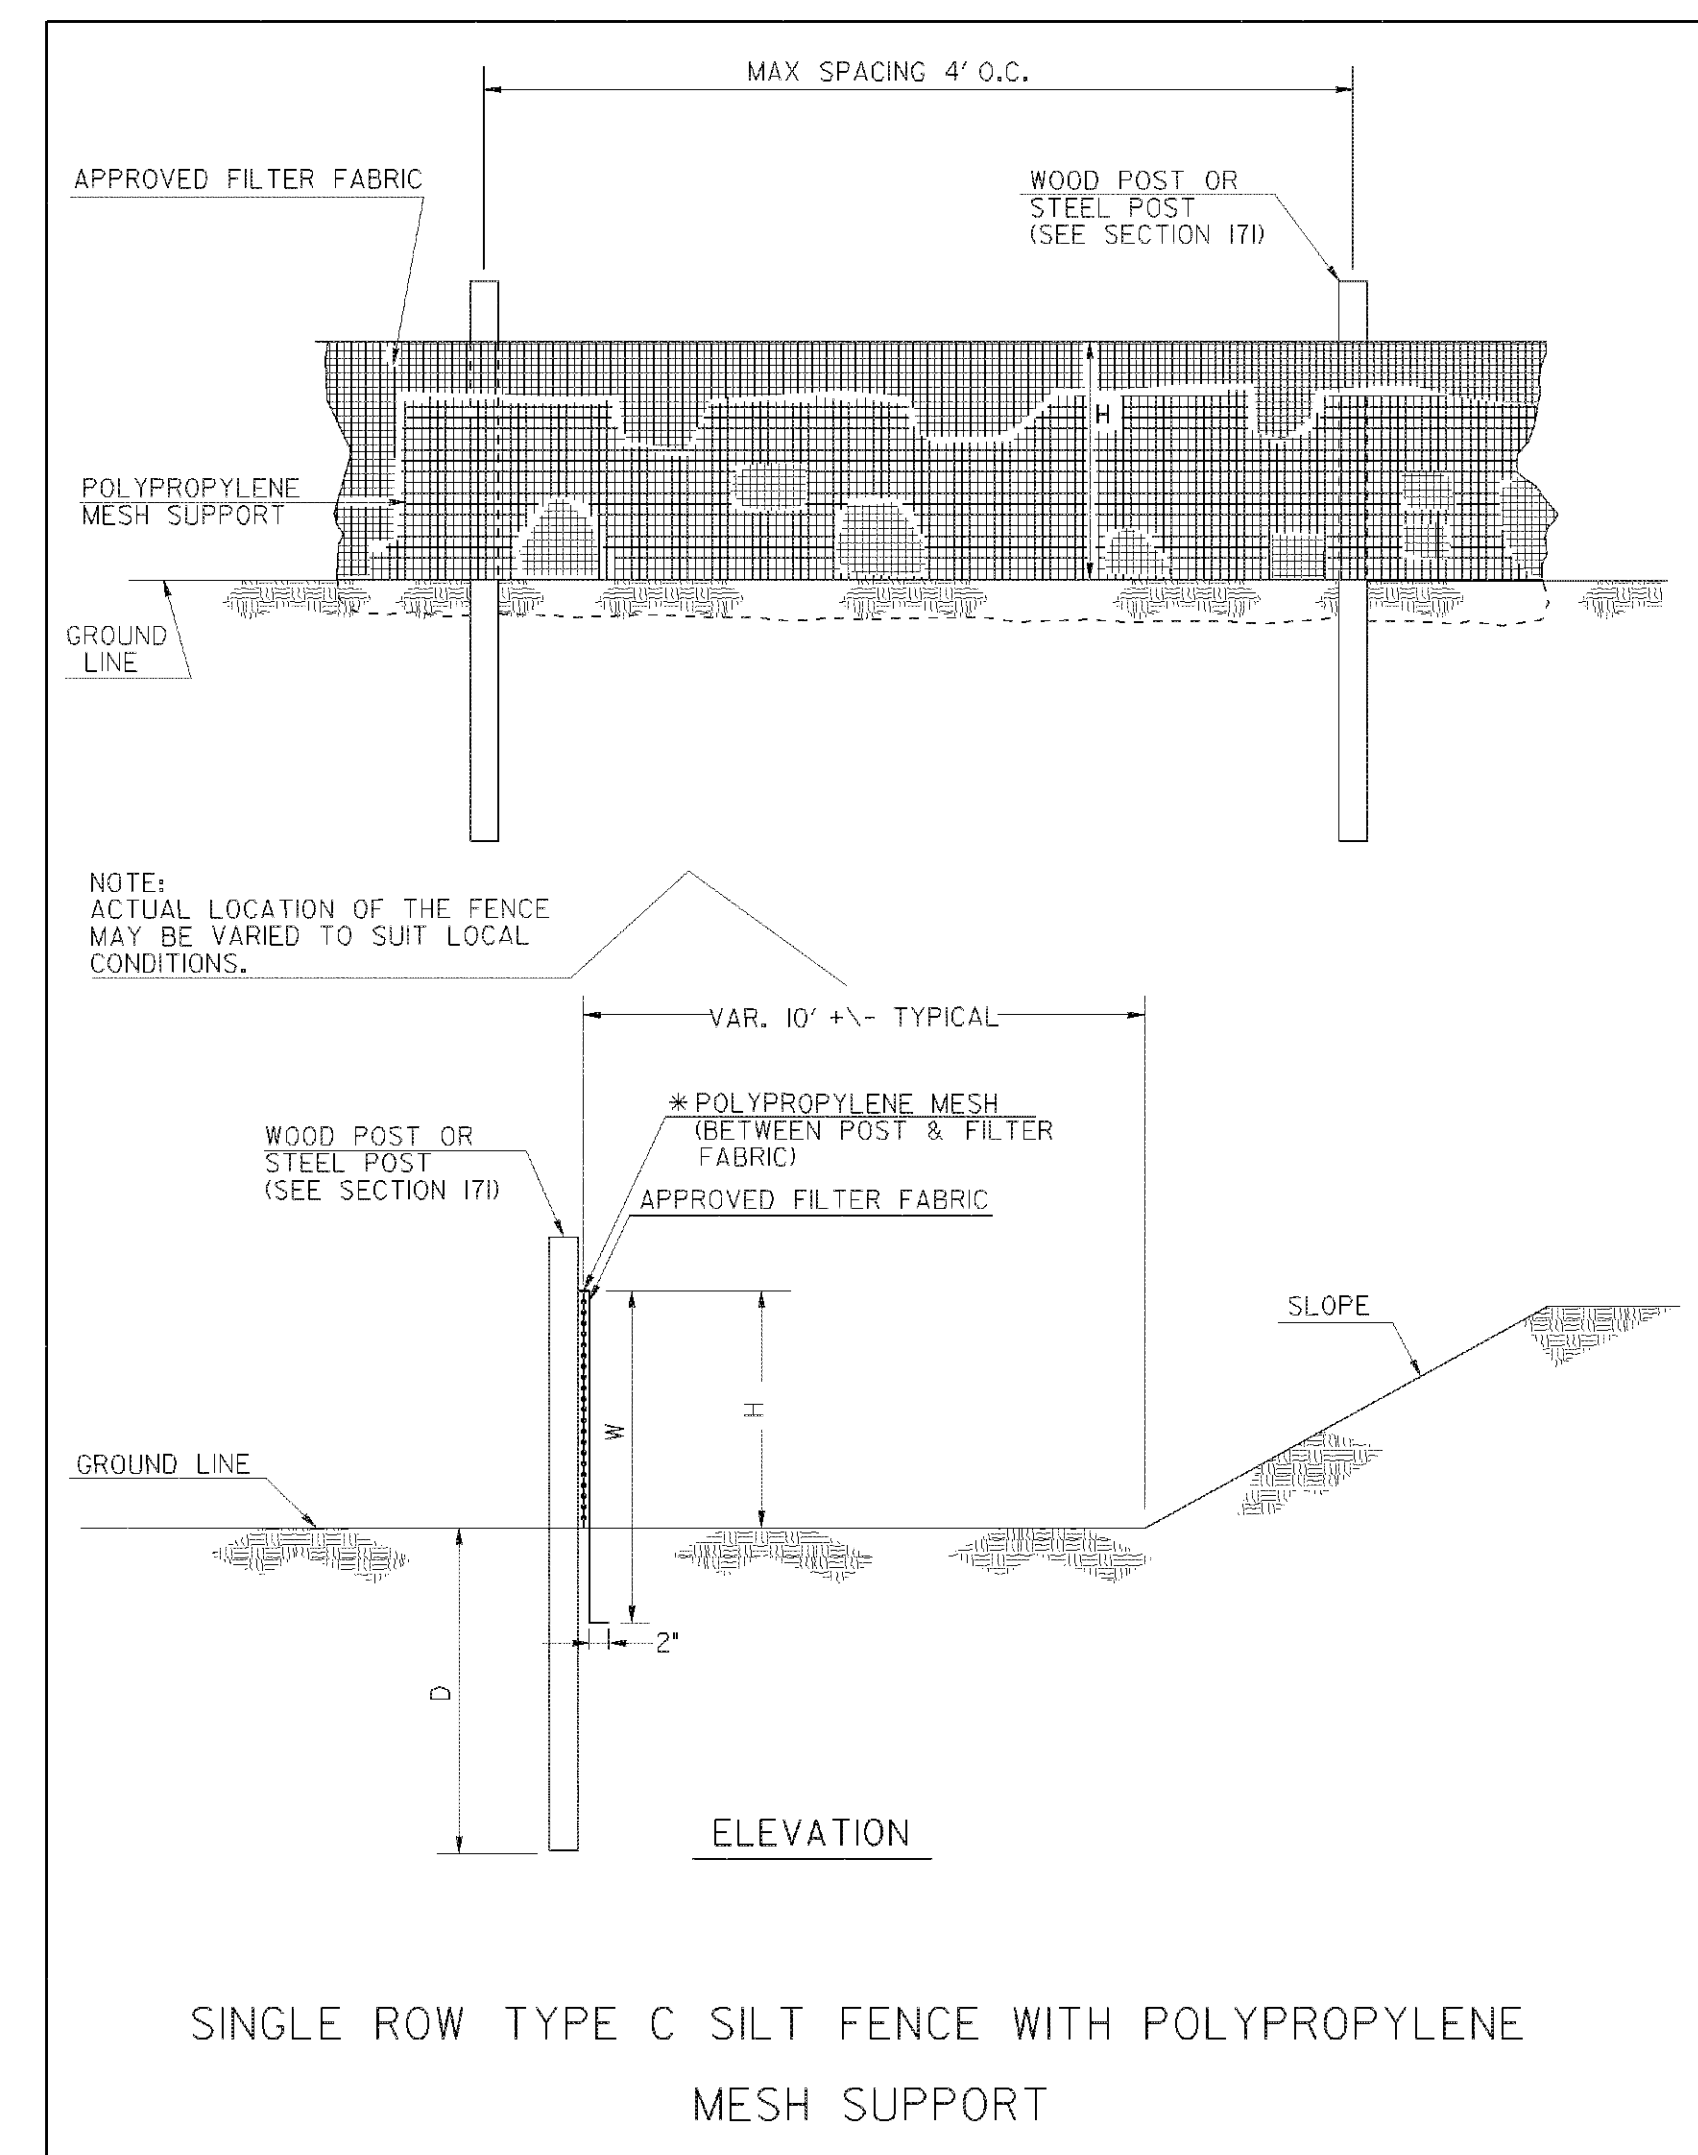 MAX SPACING 4' O.C.
APPROVED FILTER FABRIC
WOOD POST OR
STEEL POST
(SEE SECTION 171)
H
POLYPROPYLENE
MESH SUPPORT
GROUND
LINE
NOTE:
ACTUAL LOCATION OF THE FENCE
MAY BE VARIED TO SUIT LOCAL
CONDITIONS.
VAR. 10' +\- TYPICAL
* POLYPROPYLENE MESH
(BETWEEN POST & FILTER
FABRIC)
WOOD POST OR
STEEL POST
(SEE SECTION 171)
APPROVED FILTER FABRIC
SLOPE
W
H
GROUND LINE
2"
D
ELEVATION
SINGLE ROW TYPE C SILT FENCE WITH POLYPROPYLENE
MESH SUPPORT